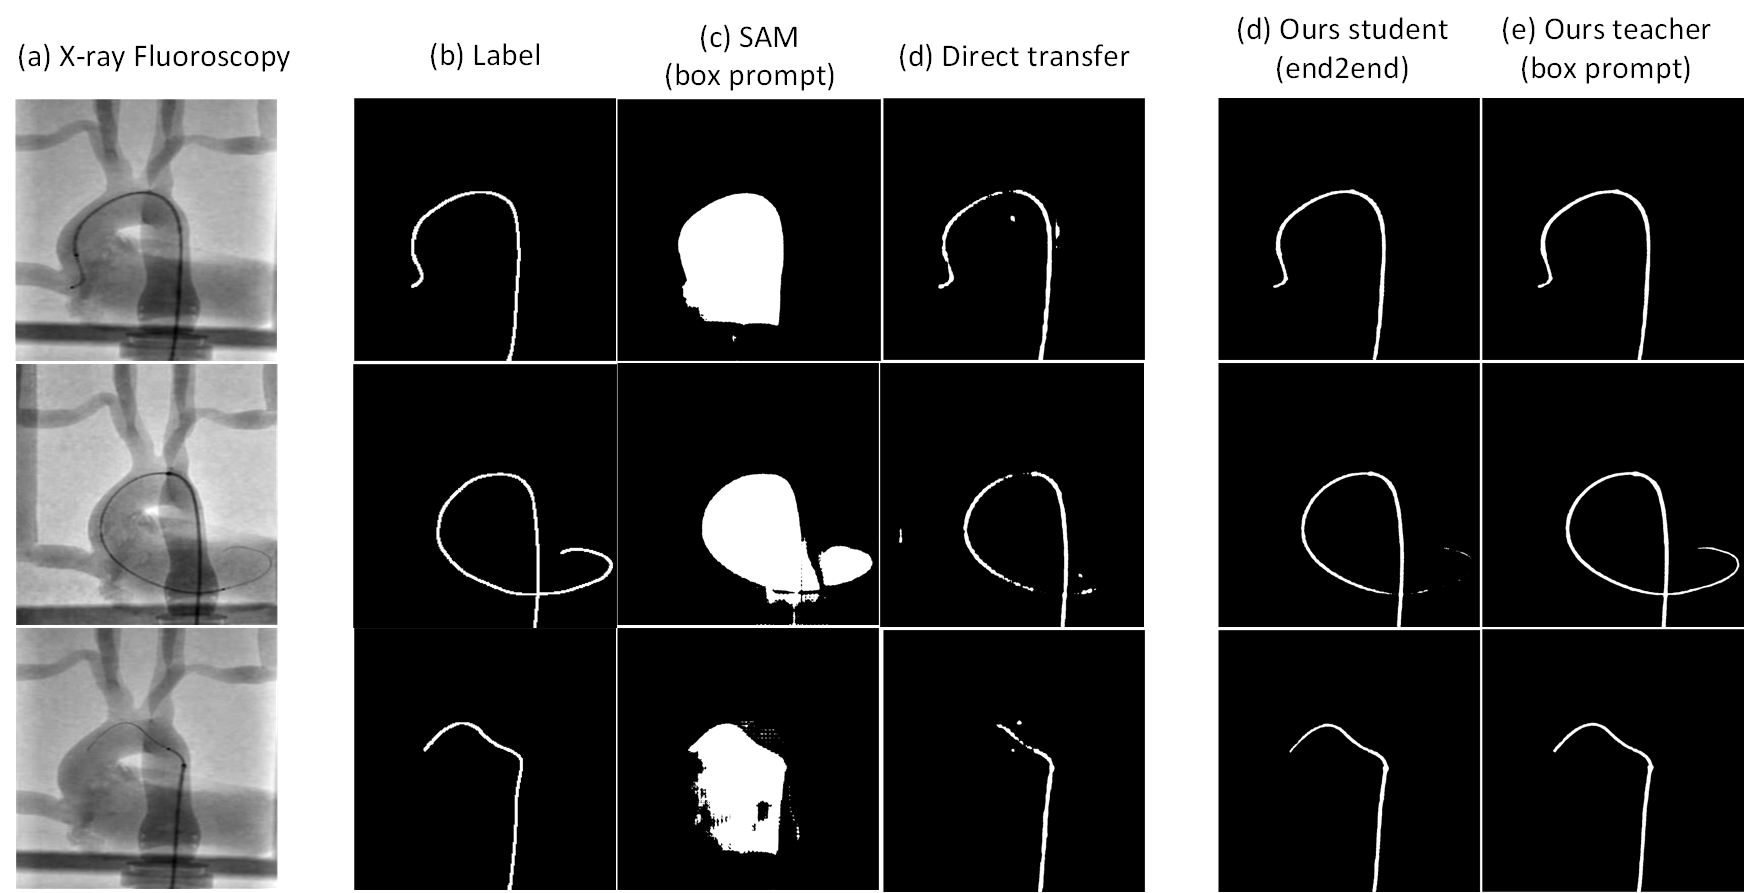 (a) X-ray Fluoroscopy
(b) Label
(c) SAM
(box prompt)
(d) Direct transfer
(d) Ours student
(end2end)
(e) Ours teacher
(box prompt)